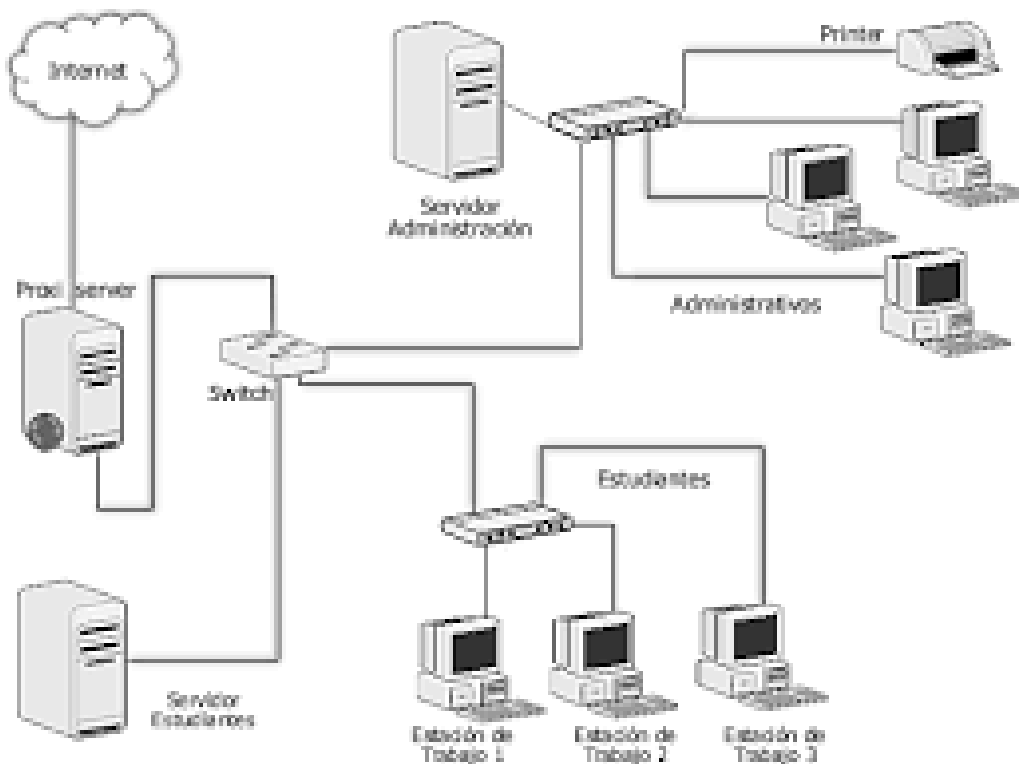 Internet
Printer
Servidor
Administración
server
Administrativos
Switch
Estudiantes
Servidor
Estudiantes
Estación de
Trabajo 1
Estación de
Trabajo 2
Estación de
Trabajo 3